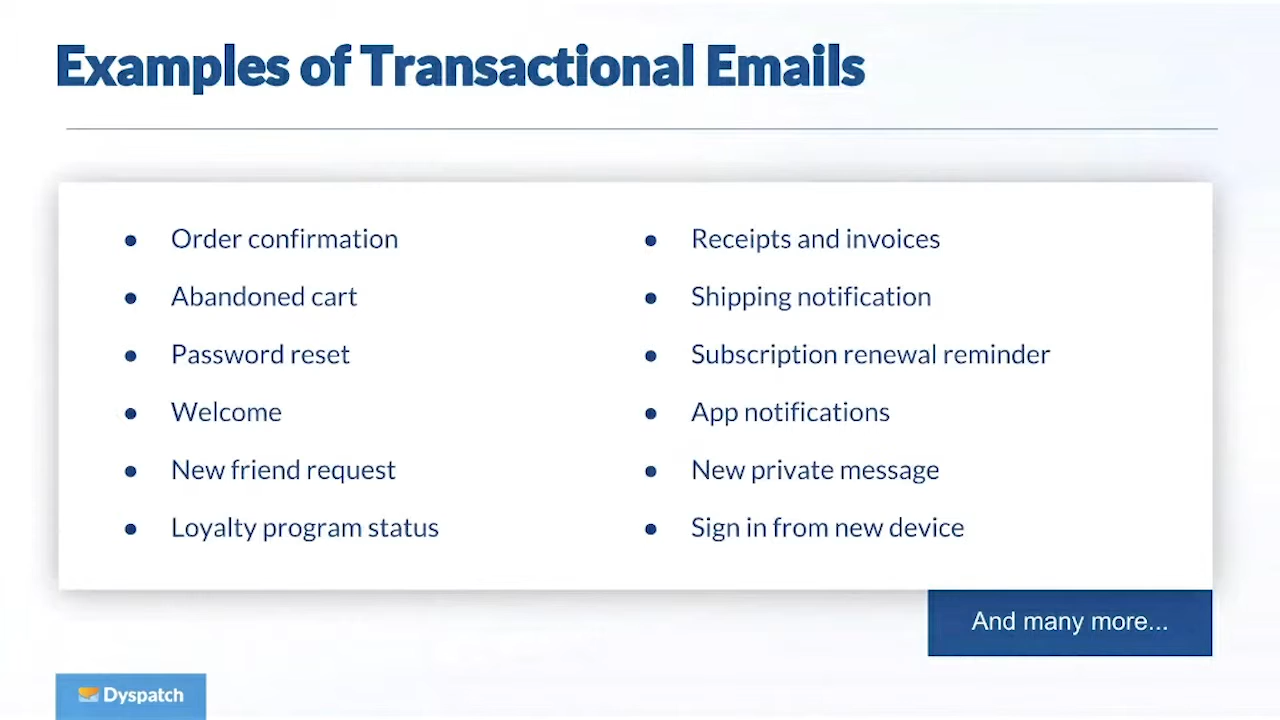 Examples of Transactional Emails
● Order confirmation
● Abandoned cart
● Password reset
● Welcome
● New friend request
● Loyalty program status
● Receipts and invoices
● Shipping notification
● Subscription renewal reminder
● App notifications
● New private message
● Sign in from new device
And many more...
Dyspatch